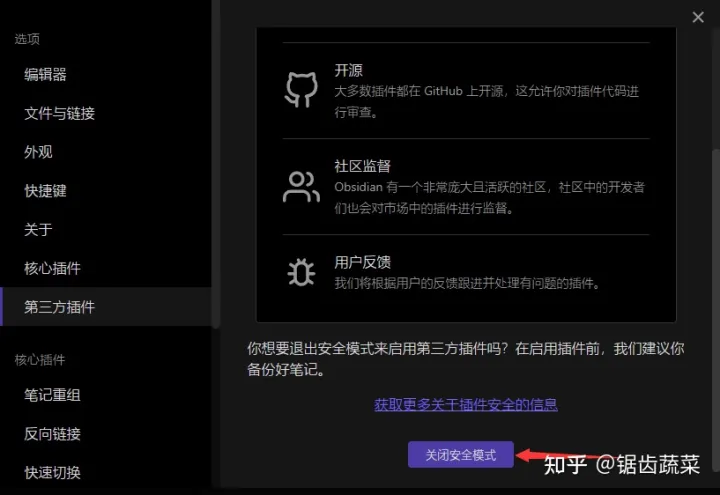 选项
编辑器
文件与链接
外观
快捷键
关于
核心插件
第三方插件
核心插件
笔记重组
反向链接
快速切换
开源
大多数插件都在 GitHub 上开源，这允许你对插件代码进
行审查。
社区监督
Obsidian 有一个非常庞大且活跃的社区，社区中的开发者
们也会对市场中的插件进行监督。
用户反馈
我们将根据用户的反馈跟进并处理有问题的插件。
你想要退出安全模式来启用第三方插件吗？在启用插件前，我们建议你
备份好笔记。
获取更多关于插件安全的信息
关闭安全模式
知乎 @锯齿蔬菜